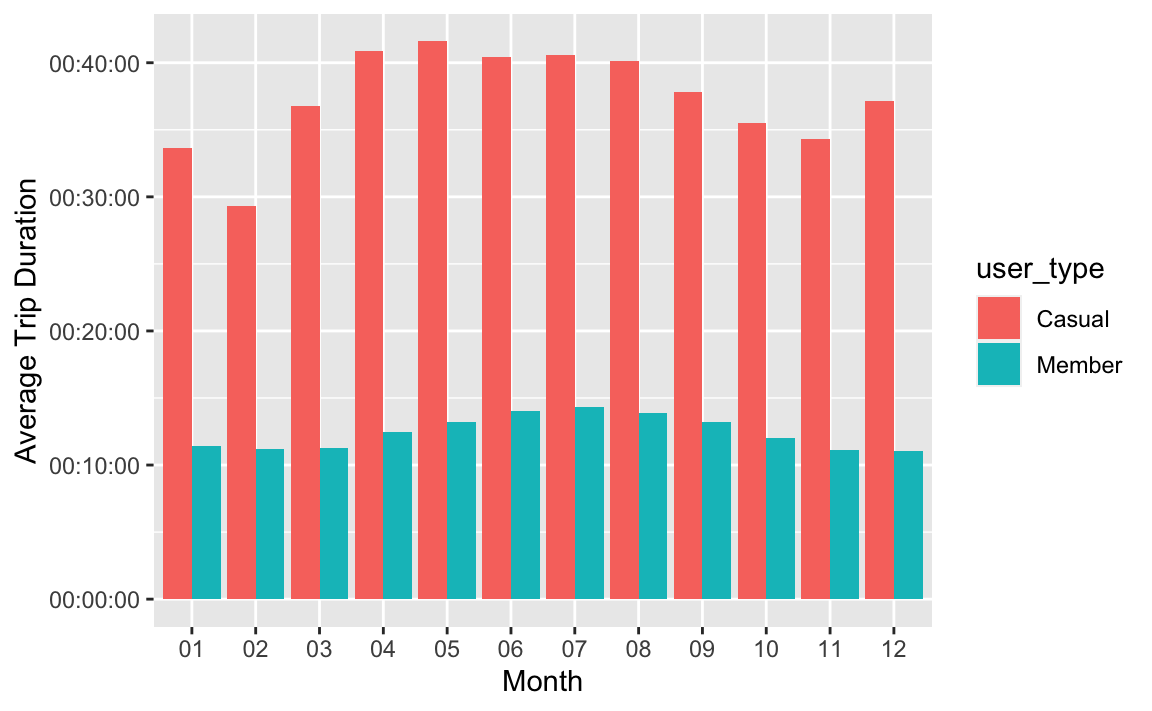 00:40:00
00:30:00
00:20:00
00:10:00
00:00:00
Average Trip Duration
01 02 03 04 05 06 07 08 09 10 11 12
Month
user_type
Casual
Member